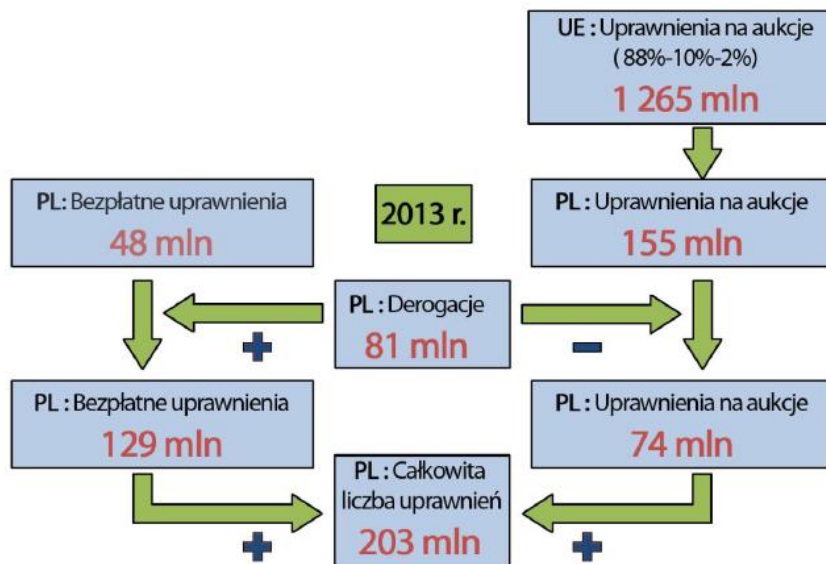 UE : Uprawnienia na aukcje
( 88%-10%-2%)
1 265 mln
PL : Bezpłatne uprawnienia
48 mln
2013 r.
PL : Uprawnienia na aukcje
155 mln
PL : Derogacje
81 mln
+
-
PL : Bezpłatne uprawnienia
129 mln
PL : Uprawnienia na aukcje
74 mln
PL : Całkowita
liczba uprawnień
203 mln
+
+